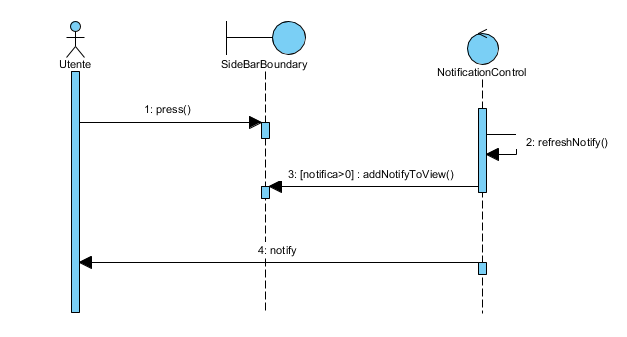 Utente
SideBarBoundary
NotificationControl
1: press()
2: refreshNotify()
3: [notifica>0] : addNotifyToView()
4: notify